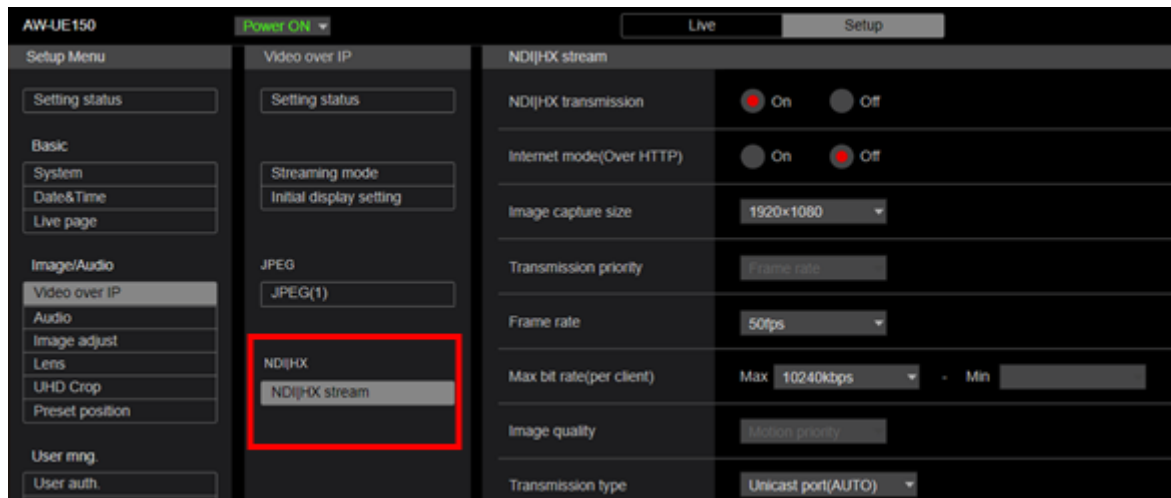 AW-UE150 Power ON Live Setup
Setup Menu Video over IP NDI|HX stream
Setting status
Basic
System
Date&Time
Live page
Image/Audio
Video over IP
Audio
Image adjust
Lens
UHD Crop
Preset position
User mng.
User auth.
Setting status
Streaming mode
Initial display setting
JPEG
JPEG(1)
NDI|HX
NDI|HX stream
NDI|HX transmission On Off
Internet mode(Over HTTP) On Off
Image capture size 1920×1080
Transmission priority Frame rate
Frame rate 50fps
Max bit rate(per client) Max 10240kbps - Min
Image quality Motion priority
Transmission type Unicast port(AUTO)